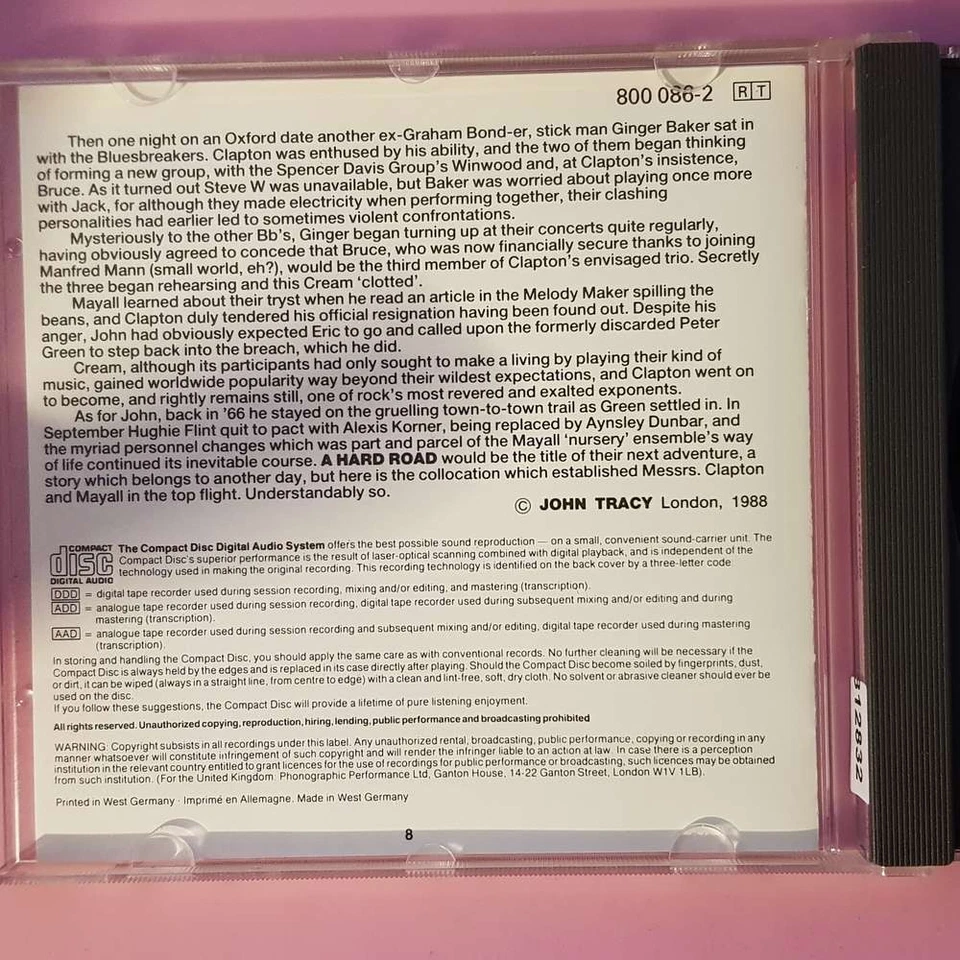 800 086-2 RT
Then one night on an Oxford date another ex-Graham Bond-er, stick man Ginger Baker sat in
with the Bluesbreakers. Clapton was enthused by his ability, and the two of them began thinking
of forming a new group, with the Spencer Davis Group's Winwood and, at Clapton's insistence,
Bruce. As it turned out Steve W was unavailable, but Baker was worried about playing once more
with Jack, for although they made electricity when performing together, their clashing
personalities had earlier led to sometimes violent confrontations.
Mysteriously to the other Bb's, Ginger began turning up at their concerts quite regularly,
having obviously agreed to concede that Bruce, who was now financially secure thanks to joining
Manfred Mann (small world, eh?), would be the third member of Clapton's envisaged trio. Secretly
the three began rehearsing and this Cream 'clotted'.
Mayall learned about their tryst when he read an article in the Melody Maker spilling the
beans, and Clapton duly tendered his official resignation having been found out. Despite his
anger, John had obviously expected Eric to go and called upon the formerly discarded Peter
Green to step back into the breach, which he did.
Cream, although its participants had only sought to make a living by playing their kind of
music, gained worldwide popularity way beyond their wildest expectations, and Clapton went on
to become, and rightly remains still, one of rock's most revered and exalted exponents.
As for John, back in '66 he stayed on the gruelling town-to-town trail as Green settled in. In
September Hughie Flint quit to pact with Alexis Korner, being replaced by Aynsley Dunbar, and
the myriad personnel changes which was part and parcel of the Mayall 'nursery' ensemble's way
of life continued its inevitable course. A HARD ROAD would be the title of their next adventure, a
story which belongs to another day, but here is the collocation which established Messrs. Clapton
and Mayall in the top flight. Understandably so.
© JOHN TRACY London, 1988
COMPACT disc DIGITAL AUDIO
The Compact Disc Digital Audio System offers the best possible sound reproduction — on a small, convenient sound-carrier unit. The
Compact Disc's superior performance is the result of laser-optical scanning combined with digital playback, and is independent of the
technology used in making the original recording. This recording technology is identified on the back cover by a three-letter code
DDD = digital tape recorder used during session recording, mixing and/or editing, and mastering (transcription).
ADD = analogue tape recorder used during session recording, digital tape recorder used during subsequent mixing and/or editing and during
mastering (transcription).
AAD = analogue tape recorder used during session recording and subsequent mixing and/or editing, digital tape recorder used during mastering
(transcription).
In storing and handling the Compact Disc, you should apply the same care as with conventional records. No further cleaning will be necessary if the
Compact Disc is always held by the edges and is replaced in its case directly after playing. Should the Compact Disc become soiled by fingerprints, dust,
or dirt, it can be wiped (always in a straight line, from centre to edge) with a clean and lint-free, soft, dry cloth. No solvent or abrasive cleaner should ever be
used on the disc.
If you follow these suggestions, the Compact Disc will provide a lifetime of pure listening enjoyment.
All rights reserved. Unauthorized copying, reproduction, hiring, lending, public performance and broadcasting prohibited
WARNING: Copyright subsists in all recordings under this label. Any unauthorized rental, broadcasting, public performance, copying or recording in any
manner whatsoever will constitute infringement of such copyright and will render the infringer liable to an action at law. In case there is a perception
institution in the relevant country entitled to grant licences for the use of recordings for public performance or broadcasting, such licences may be obtained
from such institution. (For the United Kingdom: Phonographic Performance Ltd, Ganton House, 14-22 Ganton Street, London W1V 1LB).
Printed in West Germany · Imprimé en Allemagne. Made in West Germany
8